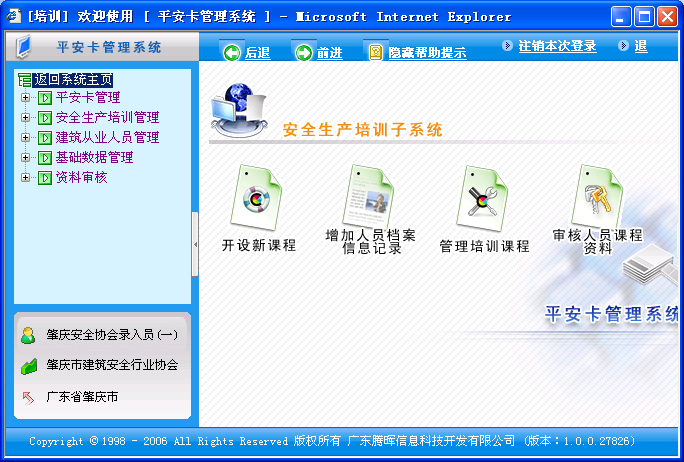 [培训] 欢迎使用 [ 平安卡管理系统 ] - Microsoft Internet Explorer
平安卡管理系统
后退 前进 隐藏帮助提示 注销本次登录 退
返回系统主页
平安卡管理
安全生产培训管理
建筑从业人员管理
基础数据管理
资料审核
安全生产培训子系统
开设新课程
增加人员档案
信息记录
管理培训课程
审核人员课程
资料
平安卡管理系统
肇庆安全协会录入员(一)
肇庆市建筑安全行业协会
广东省肇庆市
Copyright © 1998 - 2006 All Rights Reserved 版权所有 广东腾晖信息科技开发有限公司 (版本:1.0.0.27826)